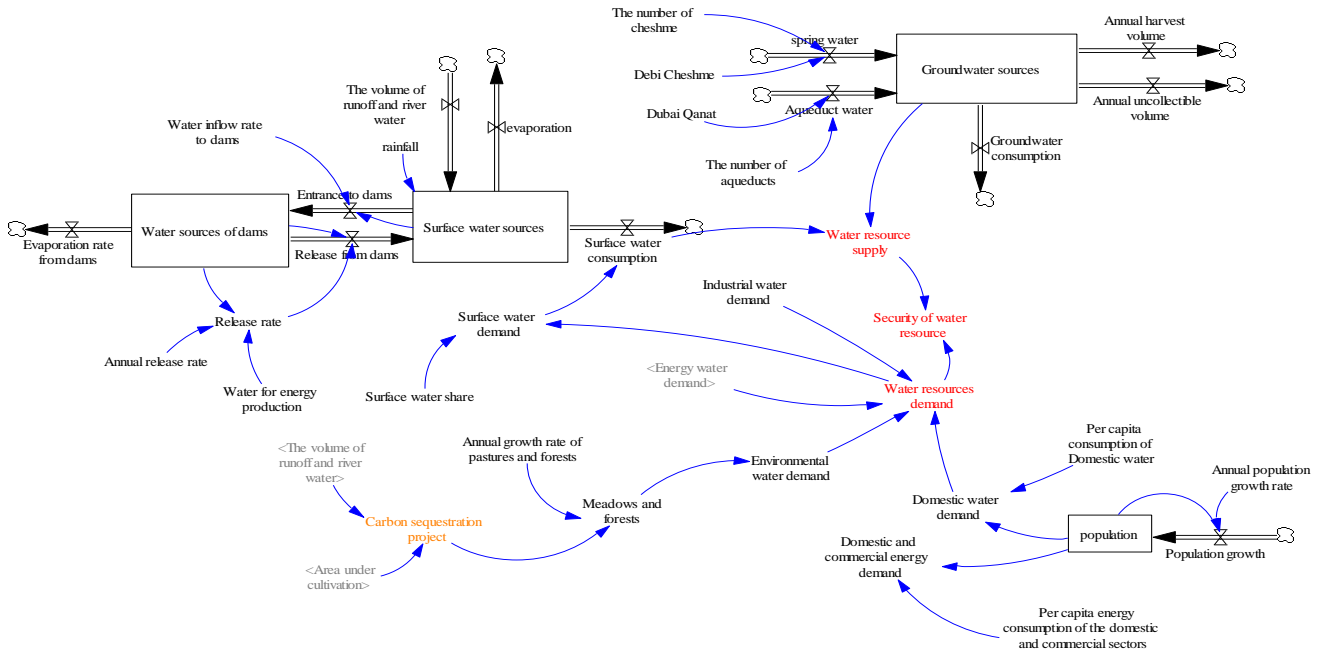 The number of
cheshme
spring water
Debi Cheshme
Dubai Qanat
Aqueduct water
The number of
aqueducts
Groundwater sources
Annual harvest
volume
Annual uncollectible
volume
Groundwater
consumption
The volume of
runoff and river
water
evaporation
rainfall
Water inflow rate
to dams
Entrance to dams
Water sources of dams
Surface water sources
Evaporation rate
from dams
Release from dams
Surface water
consumption
Water resource
supply
Release rate
Annual release rate
Water for energy
production
Surface water
demand
Surface water share
Industrial water
demand
Security of water
resource
<Energy water
demand>
Water resources
demand
<The volume of
runoff and river
water>
Annual growth rate of
pastures and forests
Environmental
water demand
Meadows and
forests
Carbon sequestration
project
<Area under
cultivation>
Per capita
consumption of
Domestic water
Annual population
growth rate
Domestic water
demand
population
Population growth
Domestic and
commercial energy
demand
Per capita energy
consumption of the domestic
and commercial sectors